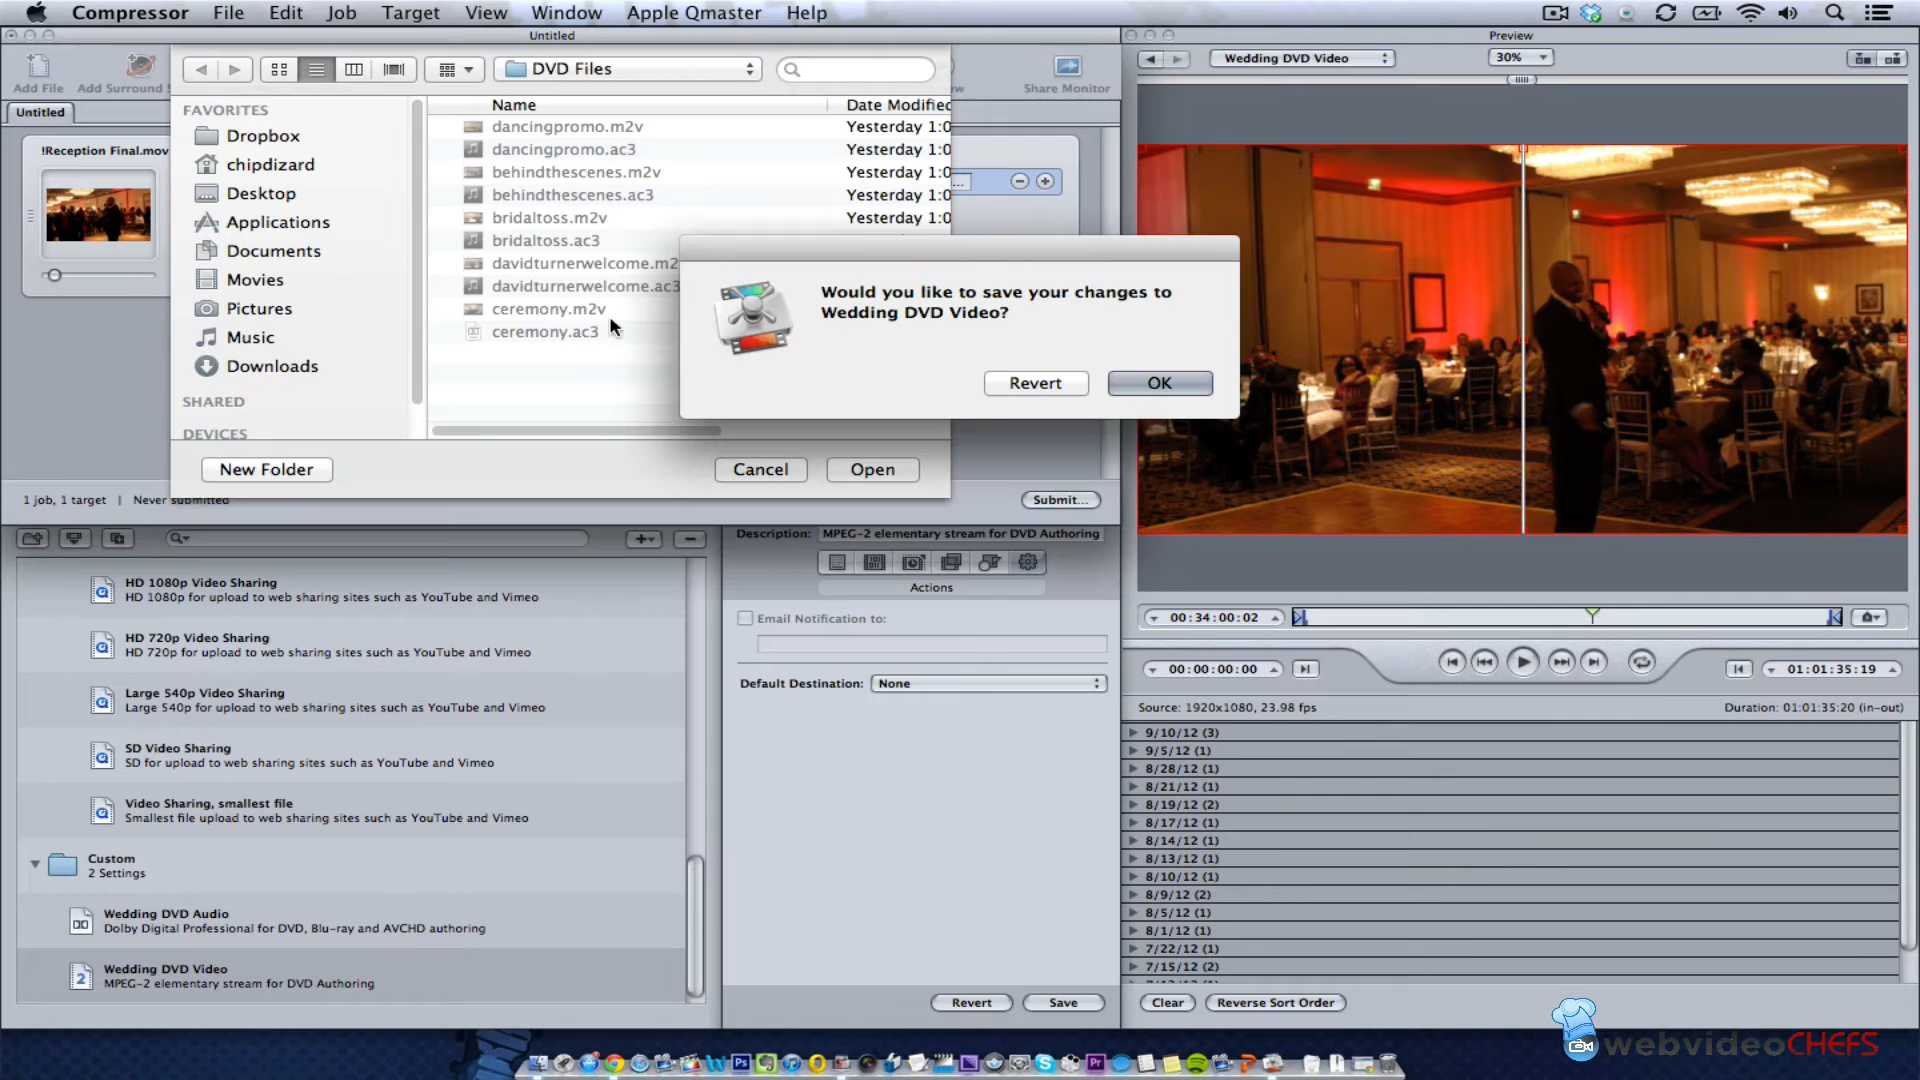 Compressor File Edit Job Target View Window Apple Qmaster Help
Untitled
Preview
DVD Files
Wedding DVD Video
30%
Add File
Add Surround
Share Monitor
Untitled
FAVORITES
Name
Date Modified
Dropbox
chipdizard
Desktop
Applications
Documents
Movies
Pictures
Music
Downloads
SHARED
DEVICES
dancingpromo.m2v
Yesterday 1:0
dancingpromo.ac3
Yesterday 1:0
behindthescenes.m2v
Yesterday 1:0
behindthescenes.ac3
Yesterday 1:0
bridaltoss.m2v
Yesterday 1:0
bridaltoss.ac3
davidturnerwelcome.m2
davidturnerwelcome.ac3
ceremony.m2v
ceremony.ac3
!Reception Final.mov
Would you like to save your changes to
Wedding DVD Video?
Revert
OK
New Folder
Cancel
Open
1 job, 1 target | Never submitted
Submit...
Description: MPEG-2 elementary stream for DVD Authoring
Actions
Email Notification to:
Default Destination: None
HD 1080p Video Sharing
HD 1080p for upload to web sharing sites such as YouTube and Vimeo
HD 720p Video Sharing
HD 720p for upload to web sharing sites such as YouTube and Vimeo
Large 540p Video Sharing
Large 540p for upload to web sharing sites such as YouTube and Vimeo
SD Video Sharing
SD for upload to web sharing sites such as YouTube and Vimeo
Video Sharing, smallest file
Smallest file upload to web sharing sites such as YouTube and Vimeo
Custom
2 Settings
Wedding DVD Audio
Dolby Digital Professional for DVD, Blu-ray and AVCHD authoring
Wedding DVD Video
MPEG-2 elementary stream for DVD Authoring
Revert
Save
00:34:00:02
00:00:00:00
01:01:35:19
Source: 1920x1080, 23.98 fps
Duration: 01:01:35:20 (in-out)
9/10/12 (3)
9/5/12 (1)
8/28/12 (1)
8/21/12 (1)
8/19/12 (2)
8/17/12 (1)
8/14/12 (1)
8/13/12 (1)
8/10/12 (1)
8/9/12 (2)
8/5/12 (1)
8/1/12 (1)
7/22/12 (1)
7/15/12 (2)
Clear
Reverse Sort Order
webvideoCHEFS